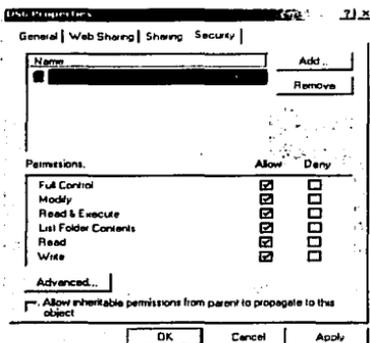 DSG Properties ? X
General Web Sharing Sharing Security
Name Add...
Remove
Permissions. Allow Deny
Full Control
Modify
Read & Execute
List Folder Contents
Read
Write
Advanced...
Allow inheritable permissions from parent to propagate to this
object
OK Cancel Apply